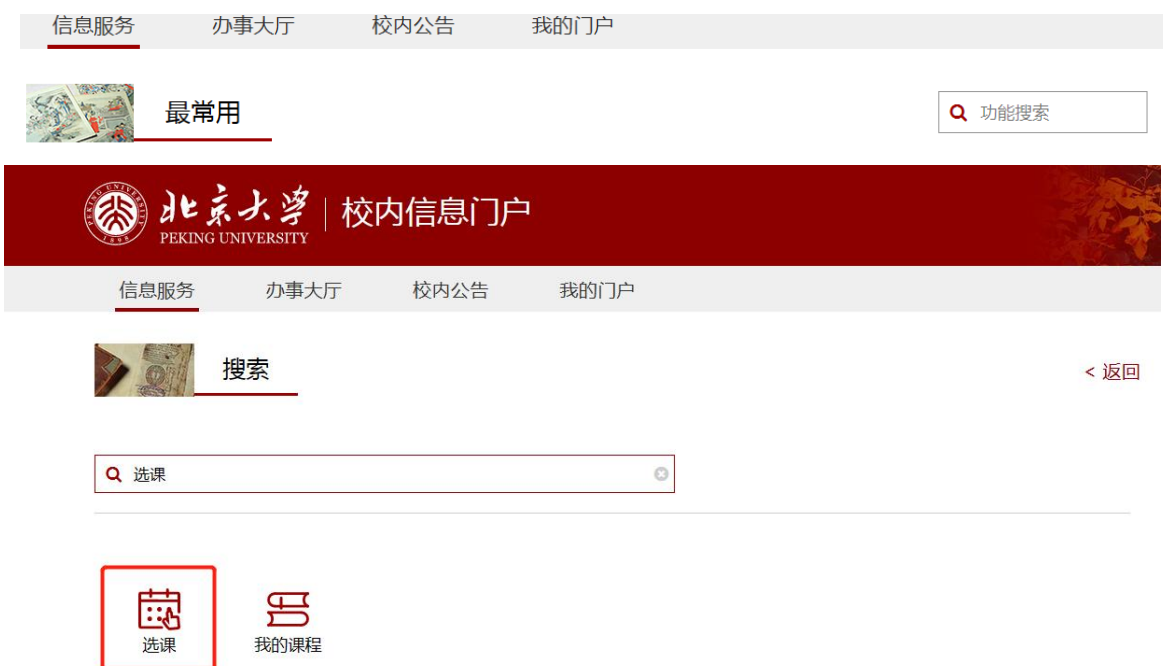 信息服务 办事大厅 校内公告 我的门户
最常用 功能搜索
北京大学 校内信息门户
PEKING UNIVERSITY
PEKING UNIVERSITY
1898
信息服务 办事大厅 校内公告 我的门户
搜索 < 返回
选课
选课 我的课程